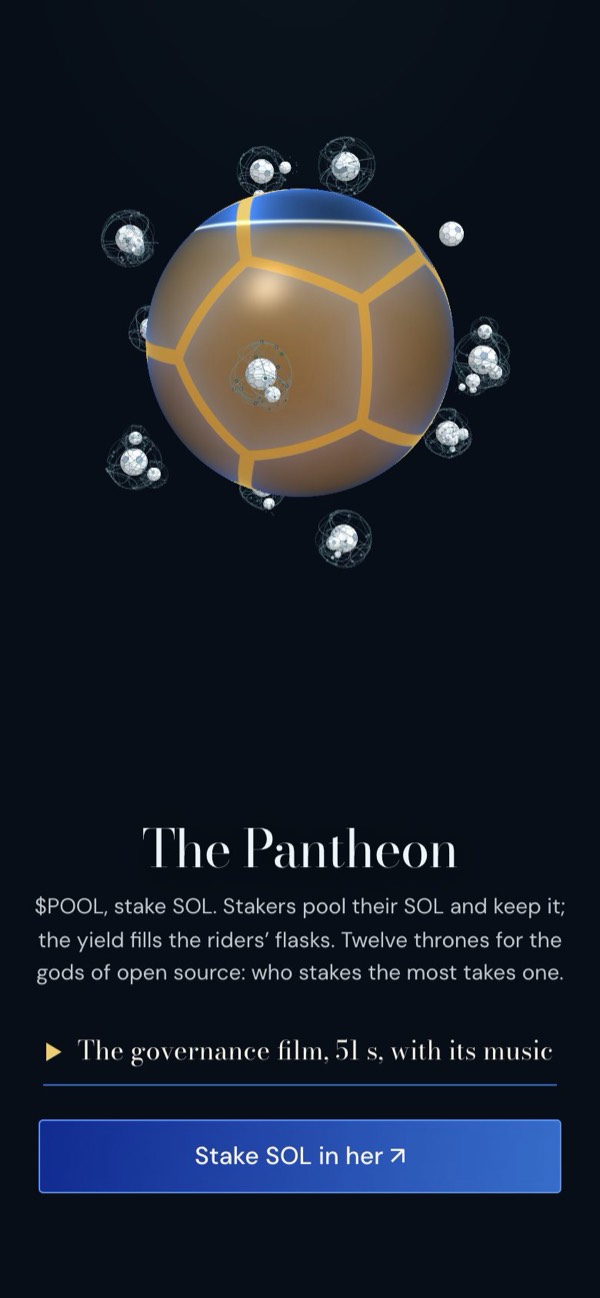 The Pantheon
$POOL, stake SOL. Stakers pool their SOL and keep it;
the yield fills the riders’ flasks. Twelve thrones for the
gods of open source: who stakes the most takes one.
The governance film, 51 s, with its music
Stake SOL in her ↗